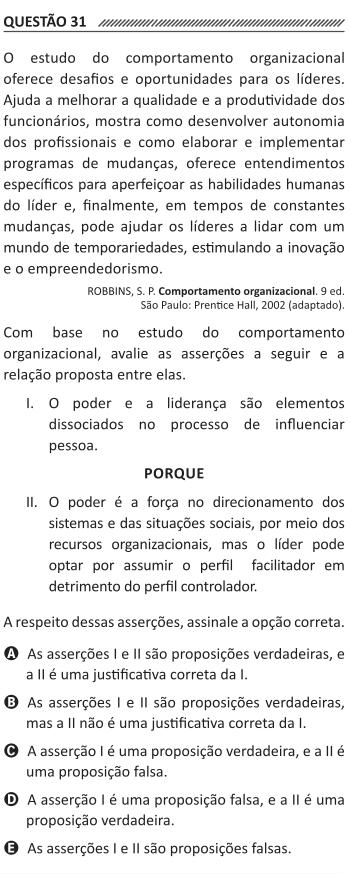 QUESTÃO 31
O estudo do comportamento organizacional
oferece desafios e oportunidades para os líderes.
Ajuda a melhorar a qualidade e a produtividade dos
funcionários, mostra como desenvolver autonomia
dos profissionais e como elaborar e implementar
programas de mudanças, oferece entendimentos
específicos para aperfeiçoar as habilidades humanas
do líder e, finalmente, em tempos de constantes
mudanças, pode ajudar os líderes a lidar com um
mundo de temporariedades, estimulando a inovação
e o empreendedorismo.
ROBBINS, S. P. Comportamento organizacional. 9 ed.
São Paulo: Prentice Hall, 2002 (adaptado).
Com base no estudo do comportamento
organizacional, avalie as asserções a seguir e a
relação proposta entre elas.
I. O poder e a liderança são elementos
dissociados no processo de influenciar
pessoa.
PORQUE
II. O poder é a força no direcionamento dos
sistemas e das situações sociais, por meio dos
recursos organizacionais, mas o líder pode
optar por assumir o perfil facilitador em
detrimento do perfil controlador.
A respeito dessas asserções, assinale a opção correta.
A As asserções I e II são proposições verdadeiras, e
a II é uma justificativa correta da I.
B As asserções I e II são proposições verdadeiras,
mas a II não é uma justificativa correta da I.
C A asserção I é uma proposição verdadeira, e a II é
uma proposição falsa.
D A asserção I é uma proposição falsa, e a II é uma
proposição verdadeira.
E As asserções I e II são proposições falsas.